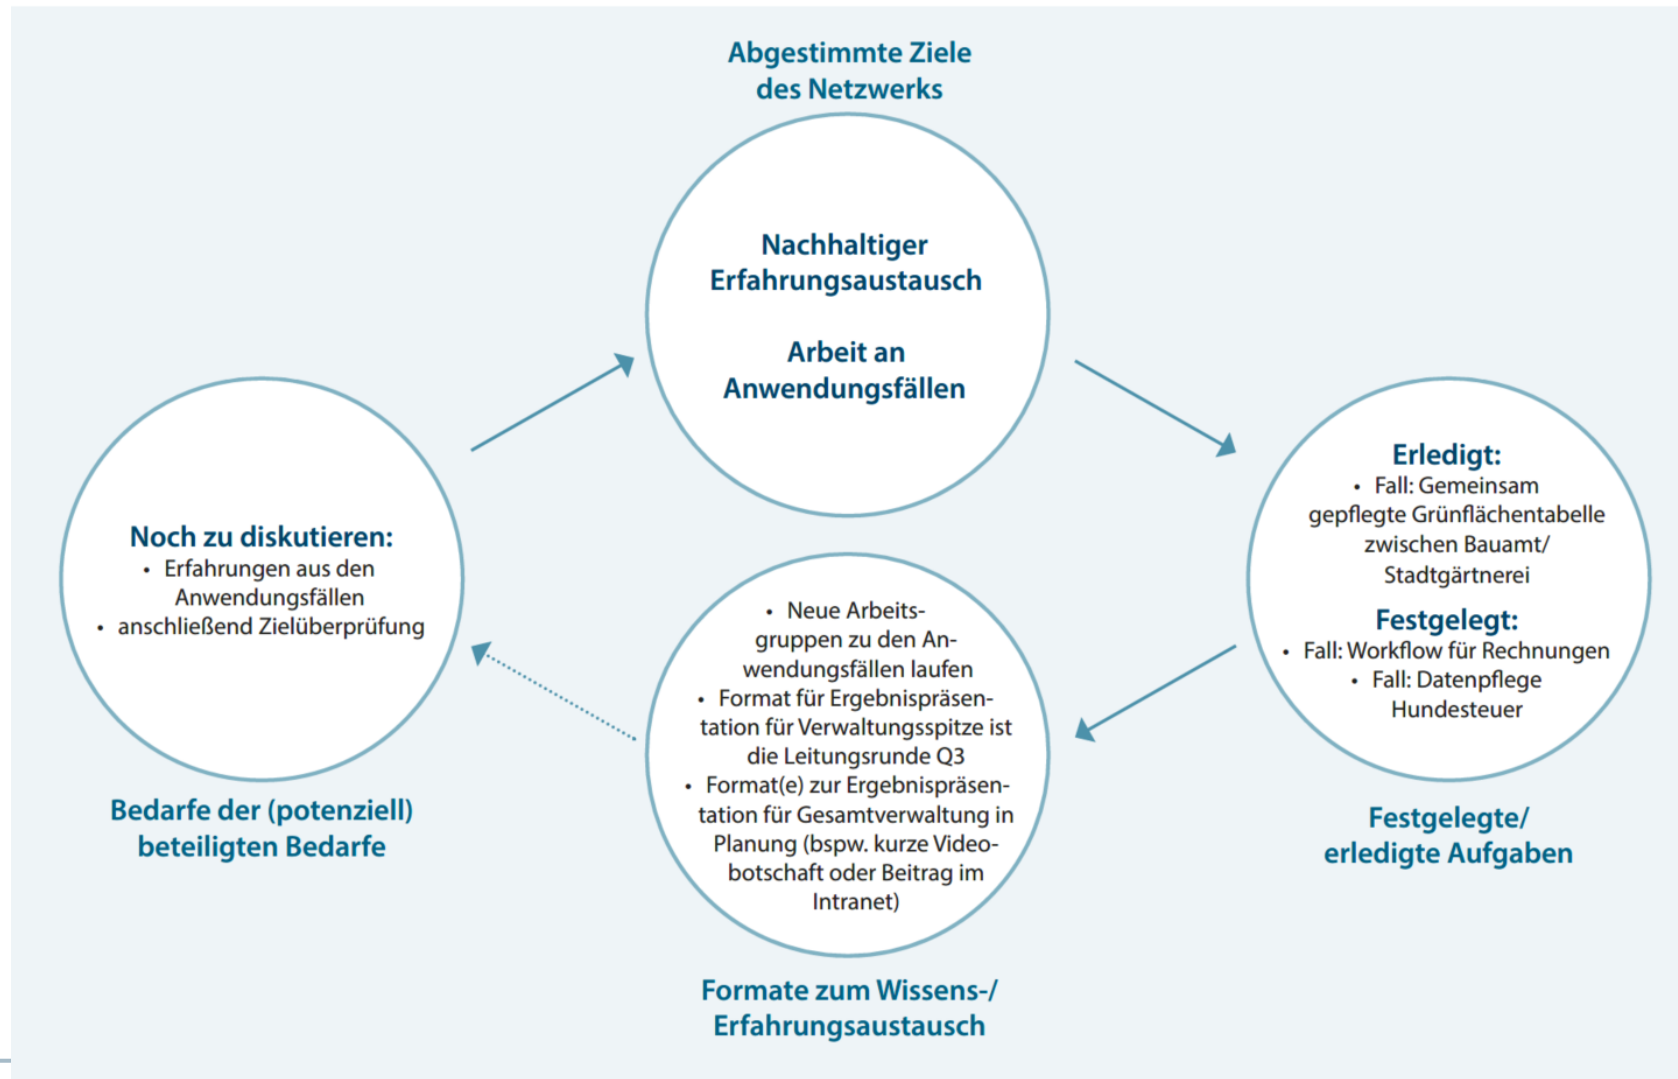 Abgestimmte Ziele
des Netzwerks
Nachhaltiger
Erfahrungsaustausch
Arbeit an
Anwendungsfällen
Noch zu diskutieren:
• Erfahrungen aus den
Anwendungsfällen
• anschließend Zielüberprüfung
Bedarfe der (potenziell)
beteiligten Bedarfe
Erledigt:
• Fall: Gemeinsam
gepflegte Grünflächentabelle
zwischen Bauamt/
Stadtgärtnerei
Festgelegt:
• Fall: Workflow für Rechnungen
• Fall: Datenpflege
Hundesteuer
Festgelegte/
erledigte Aufgaben
• Neue Arbeits-
gruppen zu den An-
wendungsfällen laufen
• Format für Ergebnispräsen-
tation für Verwaltungsspitze ist
die Leitungsrunde Q3
• Format(e) zur Ergebnispräsen-
tation für Gesamtverwaltung in
Planung (bspw. kurze Video-
botschaft oder Beitrag im
Intranet)
Formate zum Wissens-/
Erfahrungsaustausch